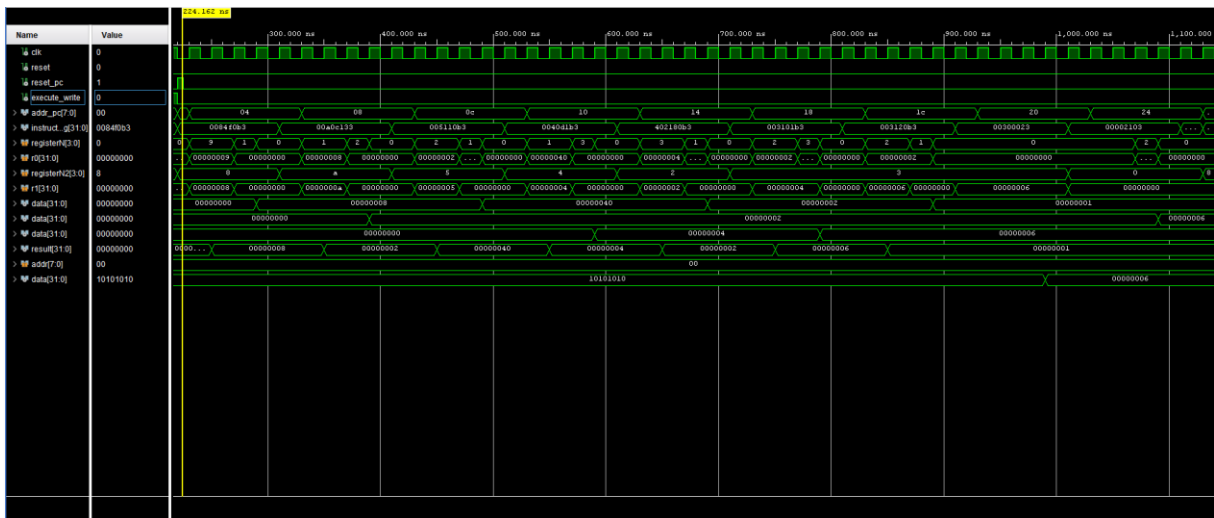 224.162 ns
Name Value
300.000 ns 400.000 ns 500.000 ns 600.000 ns 700.000 ns 800.000 ns 900.000 ns 1,000.000 ns 1,100.000
clk 0
reset 0
reset_pc 1
execute_write 0
addr_pc[7:0] 00 04 08 0c 10 14 18 1c 20 24
instruct...g[31:0] 0084f0b3 0084f0b3 00a0c133 005110b3 0040d1b3 402180b3 003101b3 003120b3 00300023 00002103 ...
registerN[3:0] 0 0 9 1 0 1 2 0 2 1 0 1 3 0 3 1 0 2 3 0 2 1 0 2 0
r0[31:0] 00000000 ... 00000009 00000000 00000008 00000000 00000002 ... 00000000 00000040 00000000 00000004 ... 00000000 00000002 ... 00000000 00000002 00000000 ... 00000000
registerN2[3:0] 8 8 a 5 4 2 3 0 8
r1[31:0] 00000000 ... 00000008 00000000 0000000a 00000000 00000005 00000000 00000004 00000000 00000002 00000000 00000004 00000000 00000006 00000000 00000006 00000000
data[31:0] 00000000 00000000 00000008 00000040 00000002 00000001
data[31:0] 00000000 00000000 00000002 00000006
data[31:0] 00000000 00000000 00000004 00000006
result[31:0] 00000000 0000... 00000008 00000002 00000040 00000004 00000002 00000006 00000001
addr[7:0] 00 00
data[31:0] 10101010 10101010 00000006